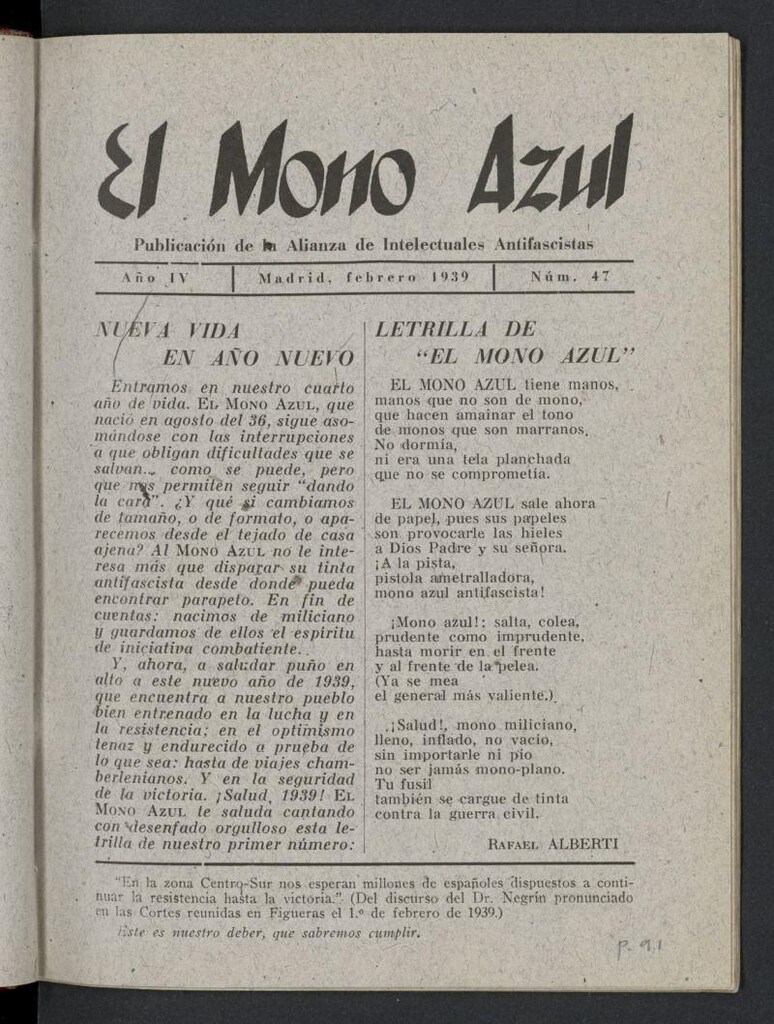 El Mono Azul
Publicación de la Alianza de Intelectuales Antifascistas
Año IV
Madrid, febrero 1939
Núm. 47
NUEVA VIDA
EN AÑO NUEVO
Entramos en nuestro cuarto
año de vida. EL MONO AZUL, que
nació en agosto del 36, sigue aso-
mándose con las interrupciones
a que obligan dificultades que se
salvan... como se puede, pero
que nos permiten seguir "dando
la cara". ¿Y qué si cambiamos
de tamaño, o de formato, o apa-
recemos desde el tejado de casa
ajena? Al MONO AZUL no le inte-
resa más que disparar su tinta
antifascista desde donde pueda
encontrar parapeto. En fin de
cuentas: nacimos de miliciano
y guardamos de ellos el espíritu
de iniciativa combatiente..
Y, ahora, a saludar puño en
alto a este nuevo año de 1939,
que encuentra a nuestro pueblo
bien entrenado en la lucha y en
la resistencia; en el optimismo
tenaz y endurecido a prueba de
lo que sea: hasta de viajes cham-
berlenianos. Y en la seguridad
de la victoria. ¡Salud, 1939! EL
MONO AZUL te saluda cantando
con desenfado orgulloso esta le-
trilla de nuestro primer número:
LETRILLA DE
"EL MONO AZUL"
EL MONO AZUL tiene manos,
manos que no son de mono,
que hacen amainar el tono
de monos que son marranos.
No dormía,
ni era una tela planchada
que no se comprometía.
EL MONO AZUL sale ahora
de papel, pues sus papeles
son provocarle las hieles
a Dios Padre y su señora.
¡A la pista,
pistola ametralladora,
mono azul antifascista!
¡Mono azul!: salta, colea,
prudente como imprudente,
hasta morir en el frente
y al frente de la pelea.
(Ya se mea
el general más valiente.)
¡Salud!, mono miliciano,
lleno, inflado, no vacío,
sin importarle ni pío
no ser jamás mono-plano.
Tu fusil
también se cargue de tinta
contra la guerra civil.
RAFAEL ALBERTI
"En la zona Centro-Sur nos esperan millones de españoles dispuestos a conti-
nuar la resistencia hasta la victoria." (Del discurso del Dr. Negrín pronunciado
en las Cortes reunidas en Figueras el 1.º de febrero de 1939.)
Este es nuestro deber, que sabremos cumplir.
p. 91